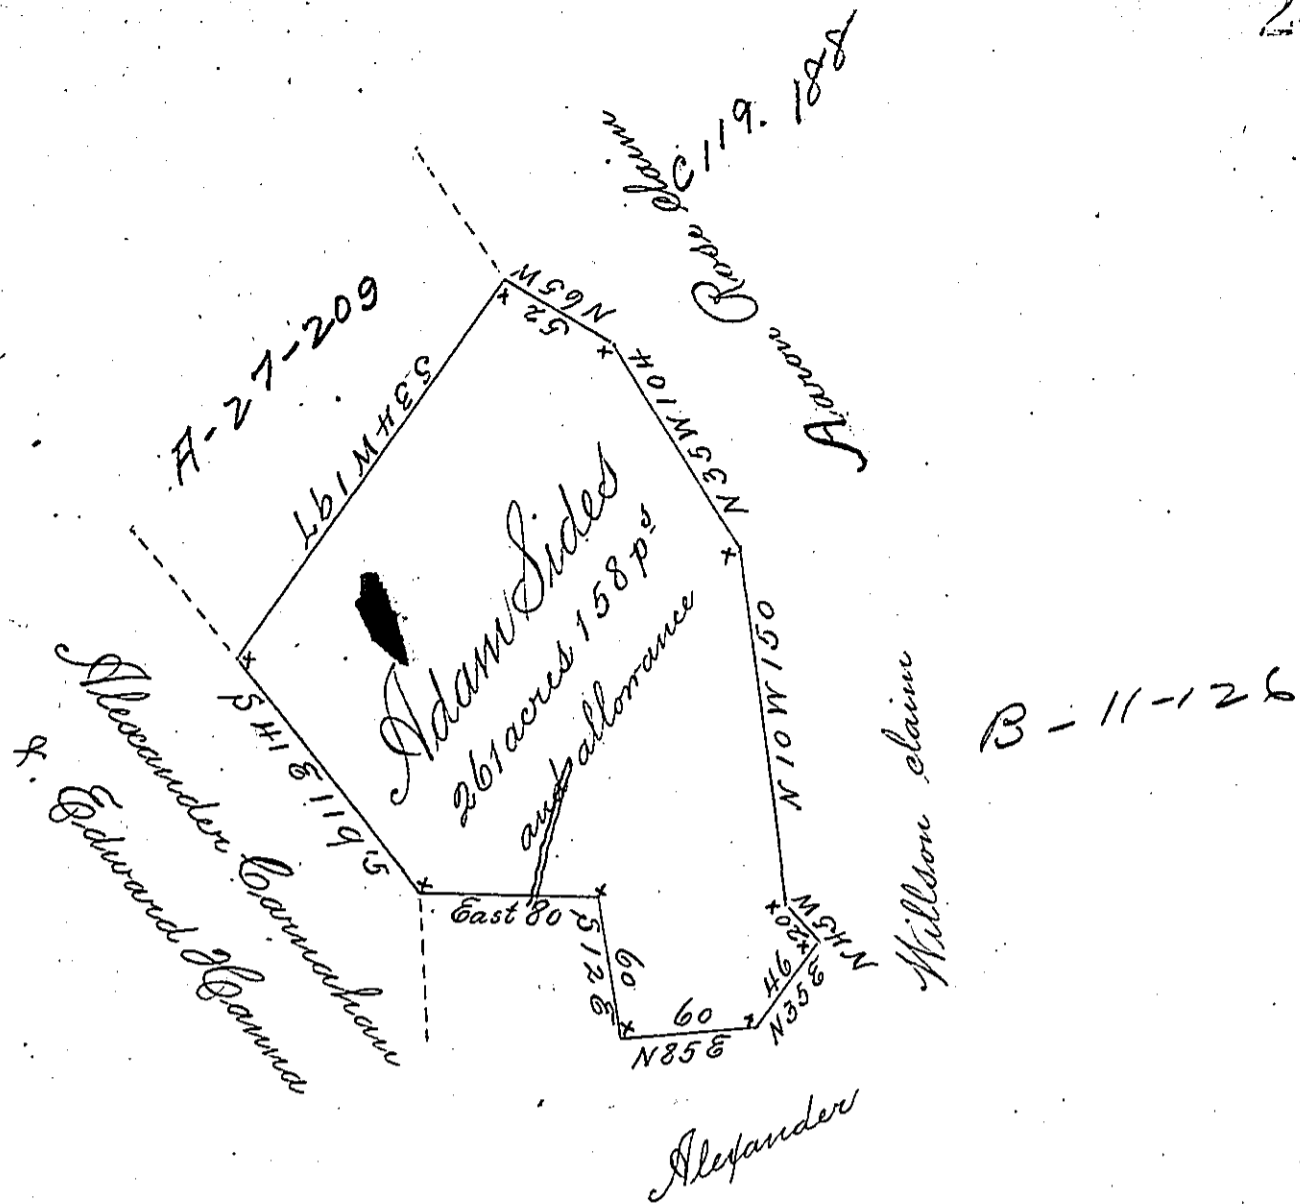 2
Aaron Rose claim
C119. 188
A-27-209
N65W
52
S34W197
N35W104
Adam Sides
261 acres 158 ps
and allowance
N10W150
Willson claim
B-11-126
S41E119,5
Alexander Carnahan
& Edward Hanna
East 80
S12E
60
N45W
20
46
N35E
60
N85E
Alexander